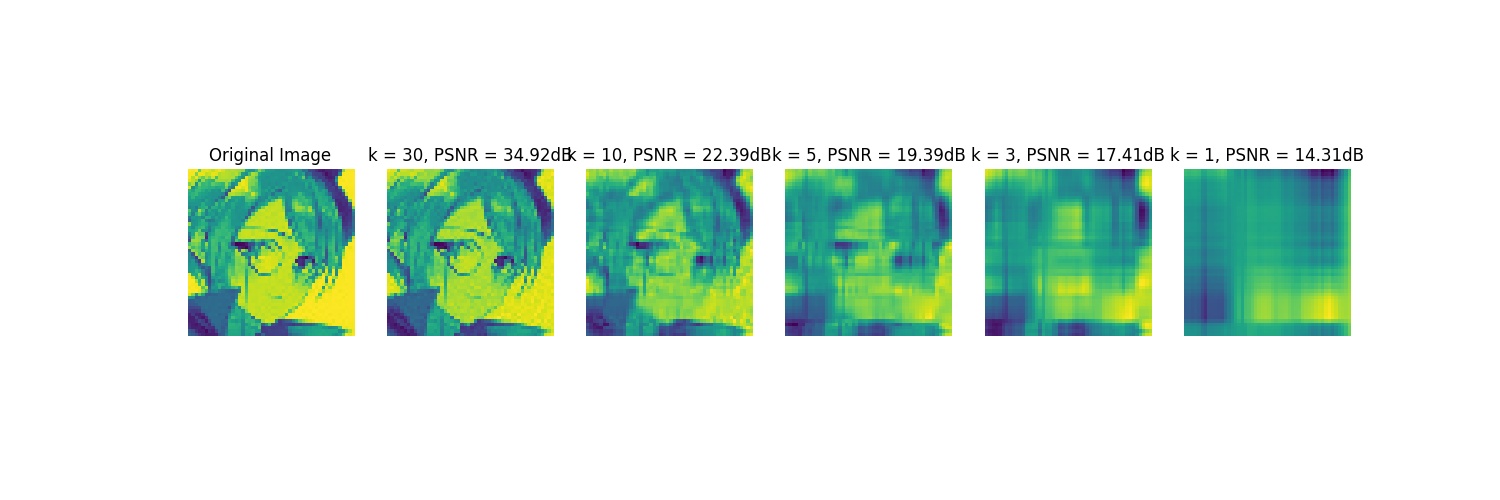 Original Image
k = 30, PSNR = 34.92dB
k = 10, PSNR = 22.39dB
k = 5, PSNR = 19.39dB
k = 3, PSNR = 17.41dB
k = 1, PSNR = 14.31dB